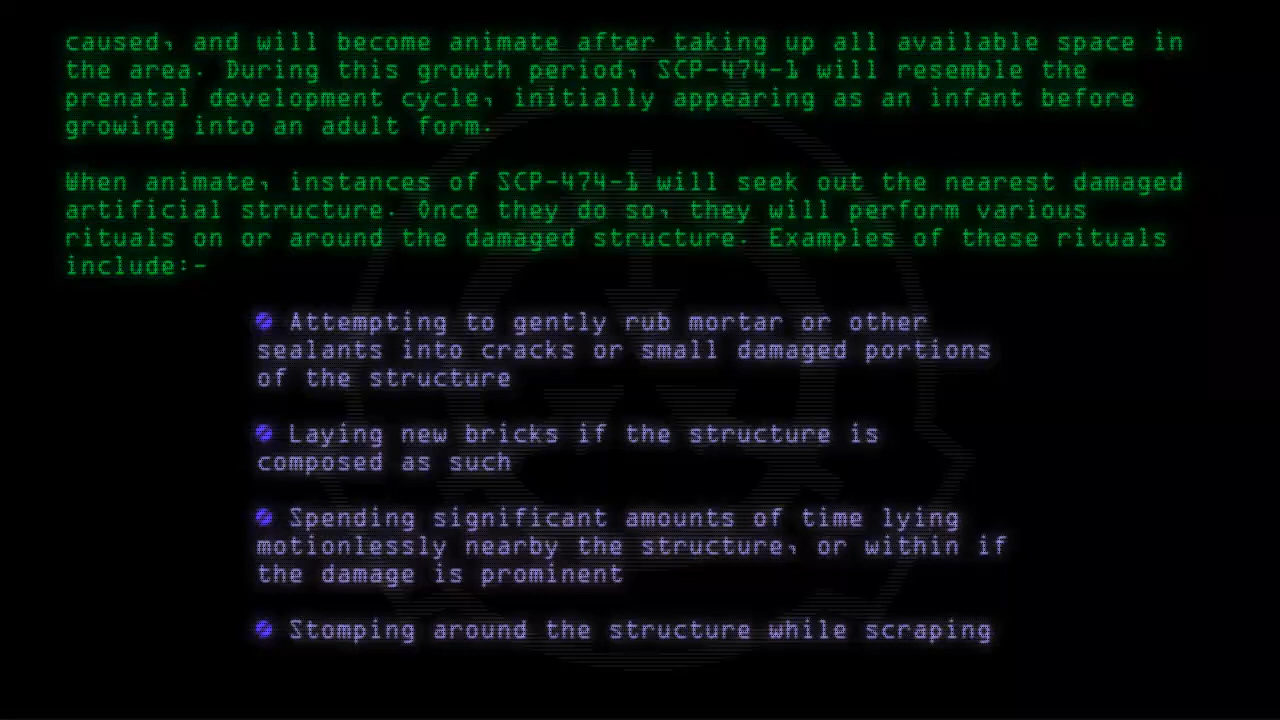 caused, and will become animate after taking up all available space in
the area. During this growth period, SCP-474-1 will resemble the
prenatal development cycle, initially appearing as an infant before
growing into an adult form.
When animate, instances of SCP-474-1 will seek out the nearest damaged
artificial structure. Once they do so, they will perform various
rituals on or around the damaged structure. Examples of these rituals
include:-
Attempting to gently rub mortar or other
sealants into cracks or small damaged portions
of the structure
Laying new bricks if the structure is
omposed as such
Spending significant amounts of time lying
motionlessly nearby the structure, or within if
the damage is prominent
Stomping around the structure while scraping